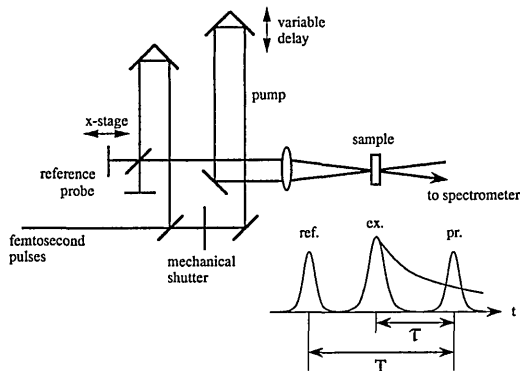 variable
delay
pump
x-stage
sample
reference
probe
to spectrometer
femtosecond
pulses
mechanical
shutter
ref.
ex.
pr.
t
τ
T